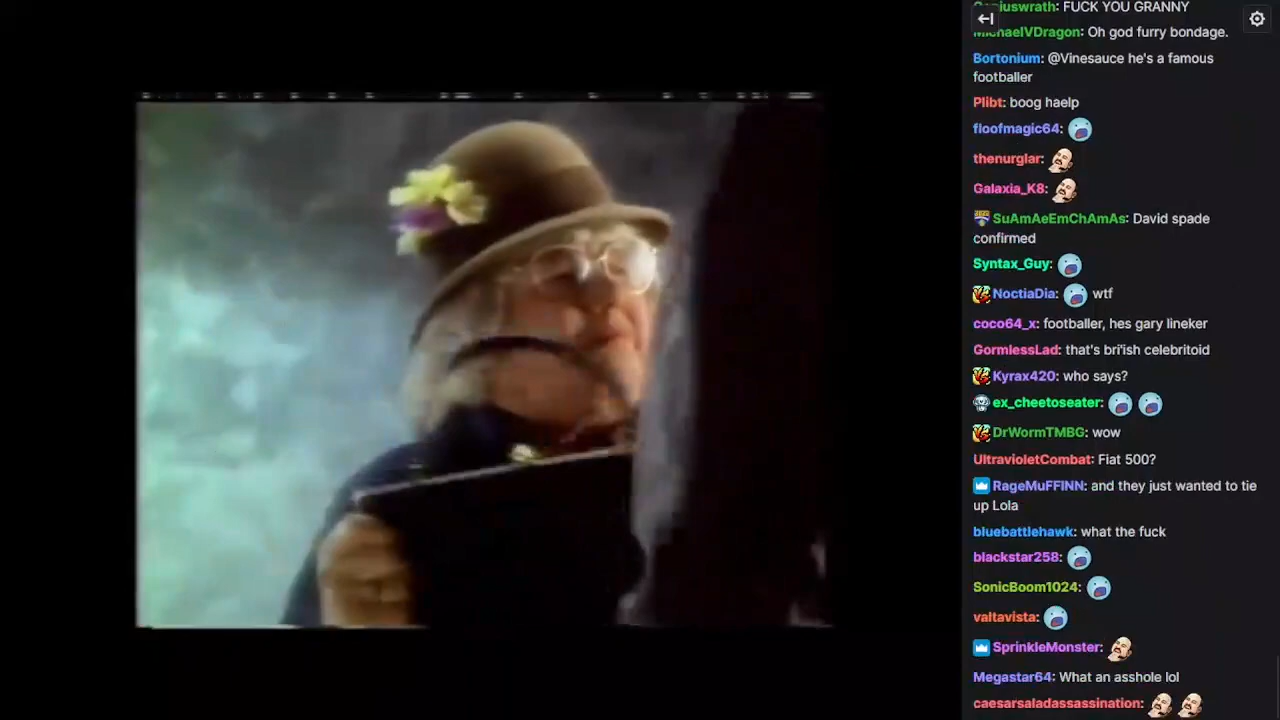 Geniuswrath: FUCK YOU GRANNY
MichaelVDragon: Oh god furry bondage.
Bortonium: @Vinesauce he's a famous
footballer
Plibt: boog haelp
floofmagic64:
thenurglar:
Galaxia_K8:
SuAmAeEmChAmAs: David spade
confirmed
Syntax_Guy:
NoctiaDia: wtf
coco64_x: footballer, hes gary lineker
GormlessLad: that's bri'ish celebritoid
Kyrax420: who says?
ex_cheetoseater:
DrWormTMBG: wow
UltravioletCombat: Fiat 500?
RageMuFFINN: and they just wanted to tie
up Lola
bluebattlehawk: what the fuck
blackstar258:
SonicBoom1024:
valtavista:
SprinkleMonster:
Megastar64: What an asshole lol
caesarsaladassassination: